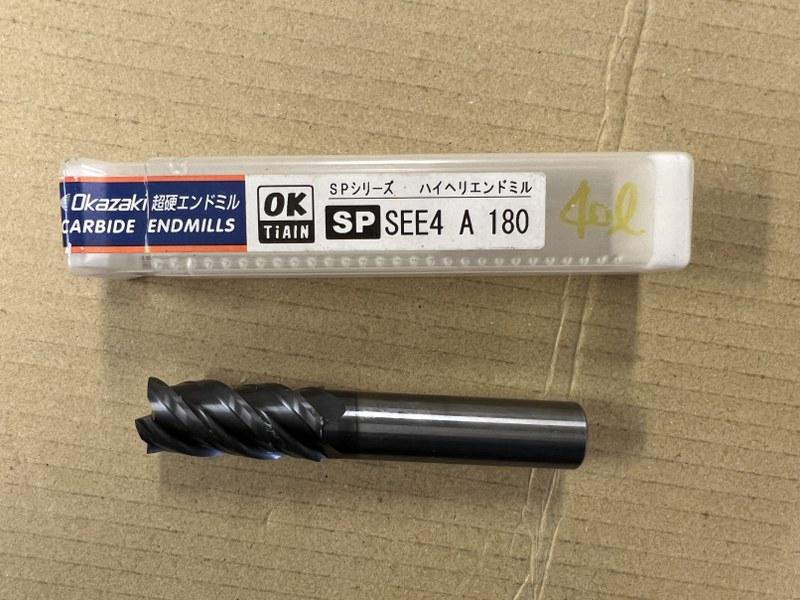 Okazaki 超硬エンドミル
CARBIDE ENDMILLS
OK
TiAlN
SPシリーズ ハイヘリエンドミル
SP SEE4 A 180
40l